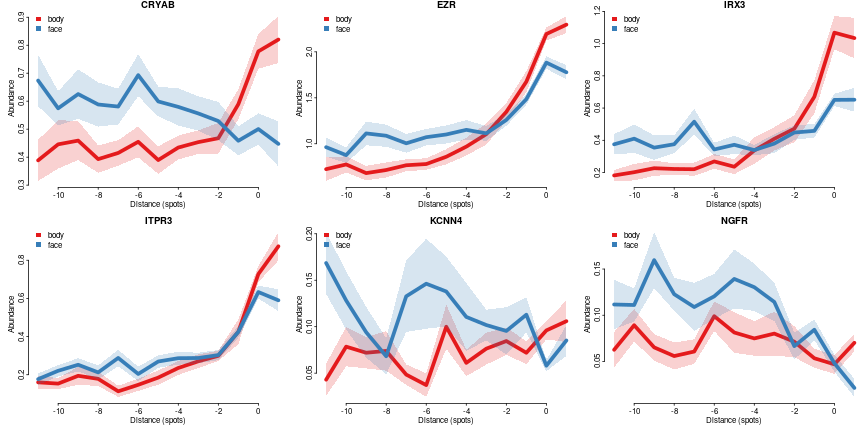 CRYAB
body
face
Abundance
0.9
0.8
0.7
0.6
0.5
0.4
0.3
-10
-8
-6
-4
-2
0
Distance (spots)
EZR
body
face
Abundance
2.0
1.5
1.0
-10
-8
-6
-4
-2
0
Distance (spots)
IRX3
body
face
Abundance
1.2
1.0
0.8
0.6
0.4
0.2
-10
-8
-6
-4
-2
0
Distance (spots)
ITPR3
body
face
Abundance
0.8
0.6
0.4
0.2
-10
-8
-6
-4
-2
0
Distance (spots)
KCNN4
body
face
Abundance
0.20
0.15
0.10
0.05
-10
-8
-6
-4
-2
0
Distance (spots)
NGFR
body
face
Abundance
0.15
0.10
0.05
-10
-8
-6
-4
-2
0
Distance (spots)